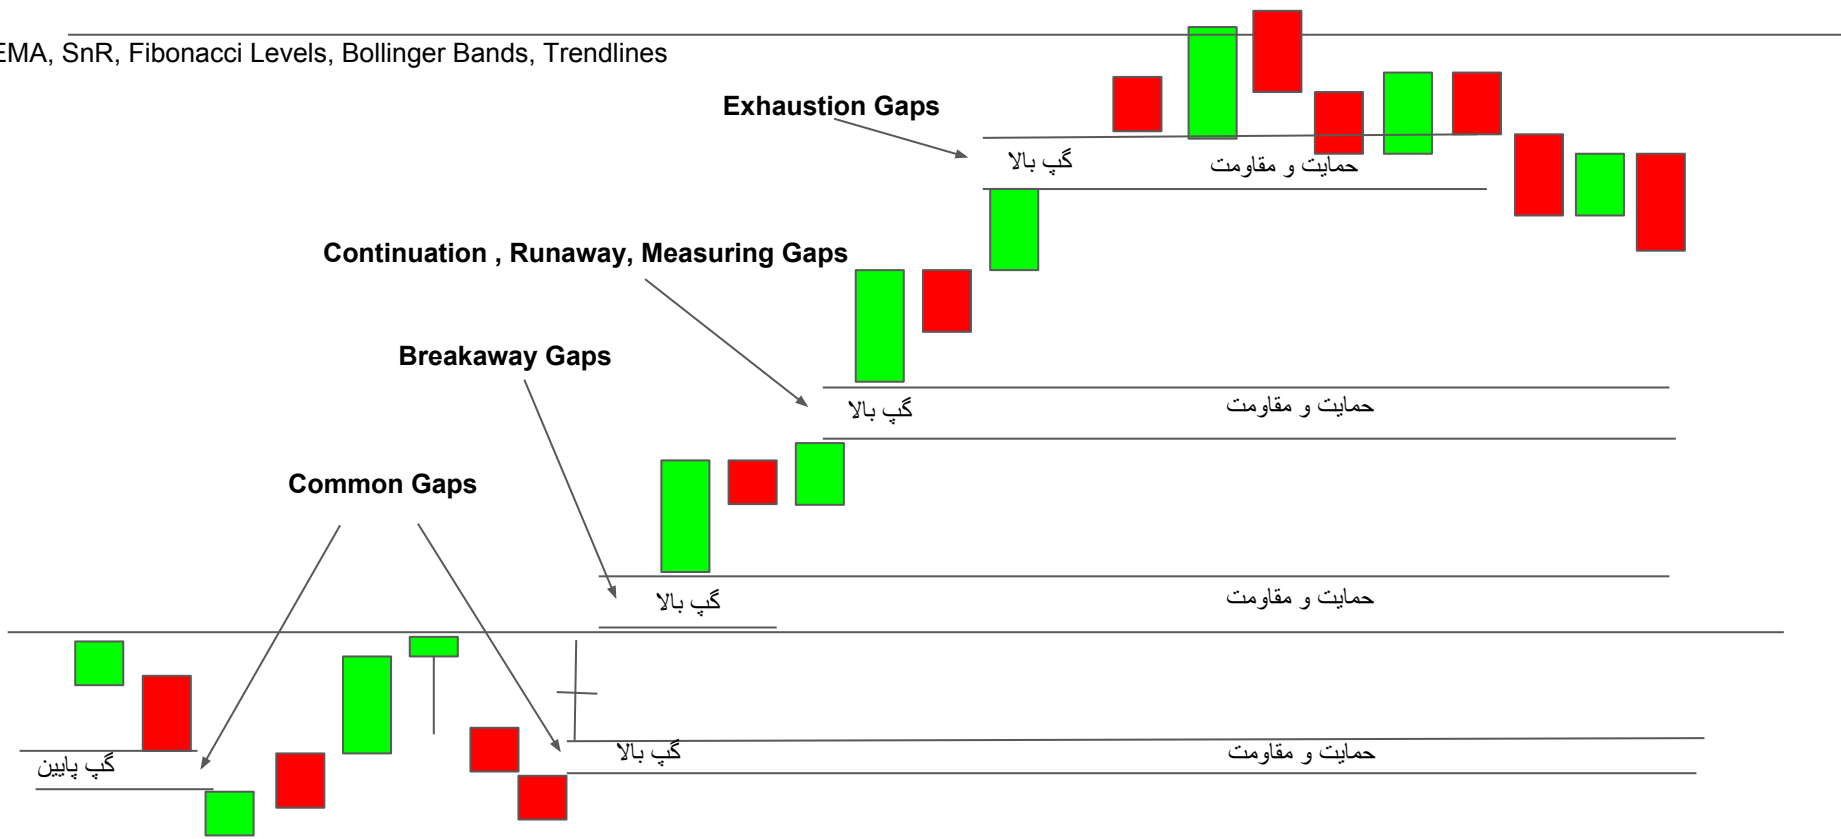 EMA, SnR, Fibonacci Levels, Bollinger Bands, Trendlines
Exhaustion Gaps
گپ بالا
حمایت و مقاومت
Continuation , Runaway, Measuring Gaps
Breakaway Gaps
گپ بالا
حمایت و مقاومت
Common Gaps
گپ بالا
حمایت و مقاومت
گپ بالا
حمایت و مقاومت
گپ پایین